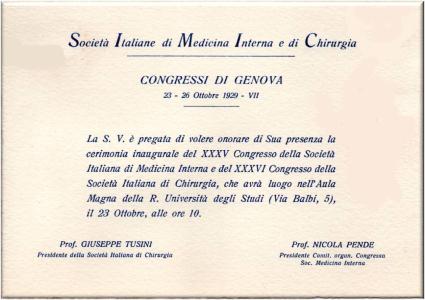 Società Italiane di Medicina Interna e di Chirurgia
CONGRESSI DI GENOVA
23 - 26 Ottobre 1929 - VII
La S. V. è pregata di volere onorare di Sua presenza la
cerimonia inaugurale del XXXV Congresso della Società
Italiana di Medicina Interna e del XXXVI Congresso della
Società Italiana di Chirurgia, che avrà luogo nell'Aula
Magna della R. Università degli Studi (Via Balbi, 5),
il 23 Ottobre, alle ore 10.
Prof. GIUSEPPE TUSINI
Presidente della Società Italiana di Chirurgia
Prof. NICOLA PENDE
Presidente Comit. organ. Congresso
Soc. Medicina Interna